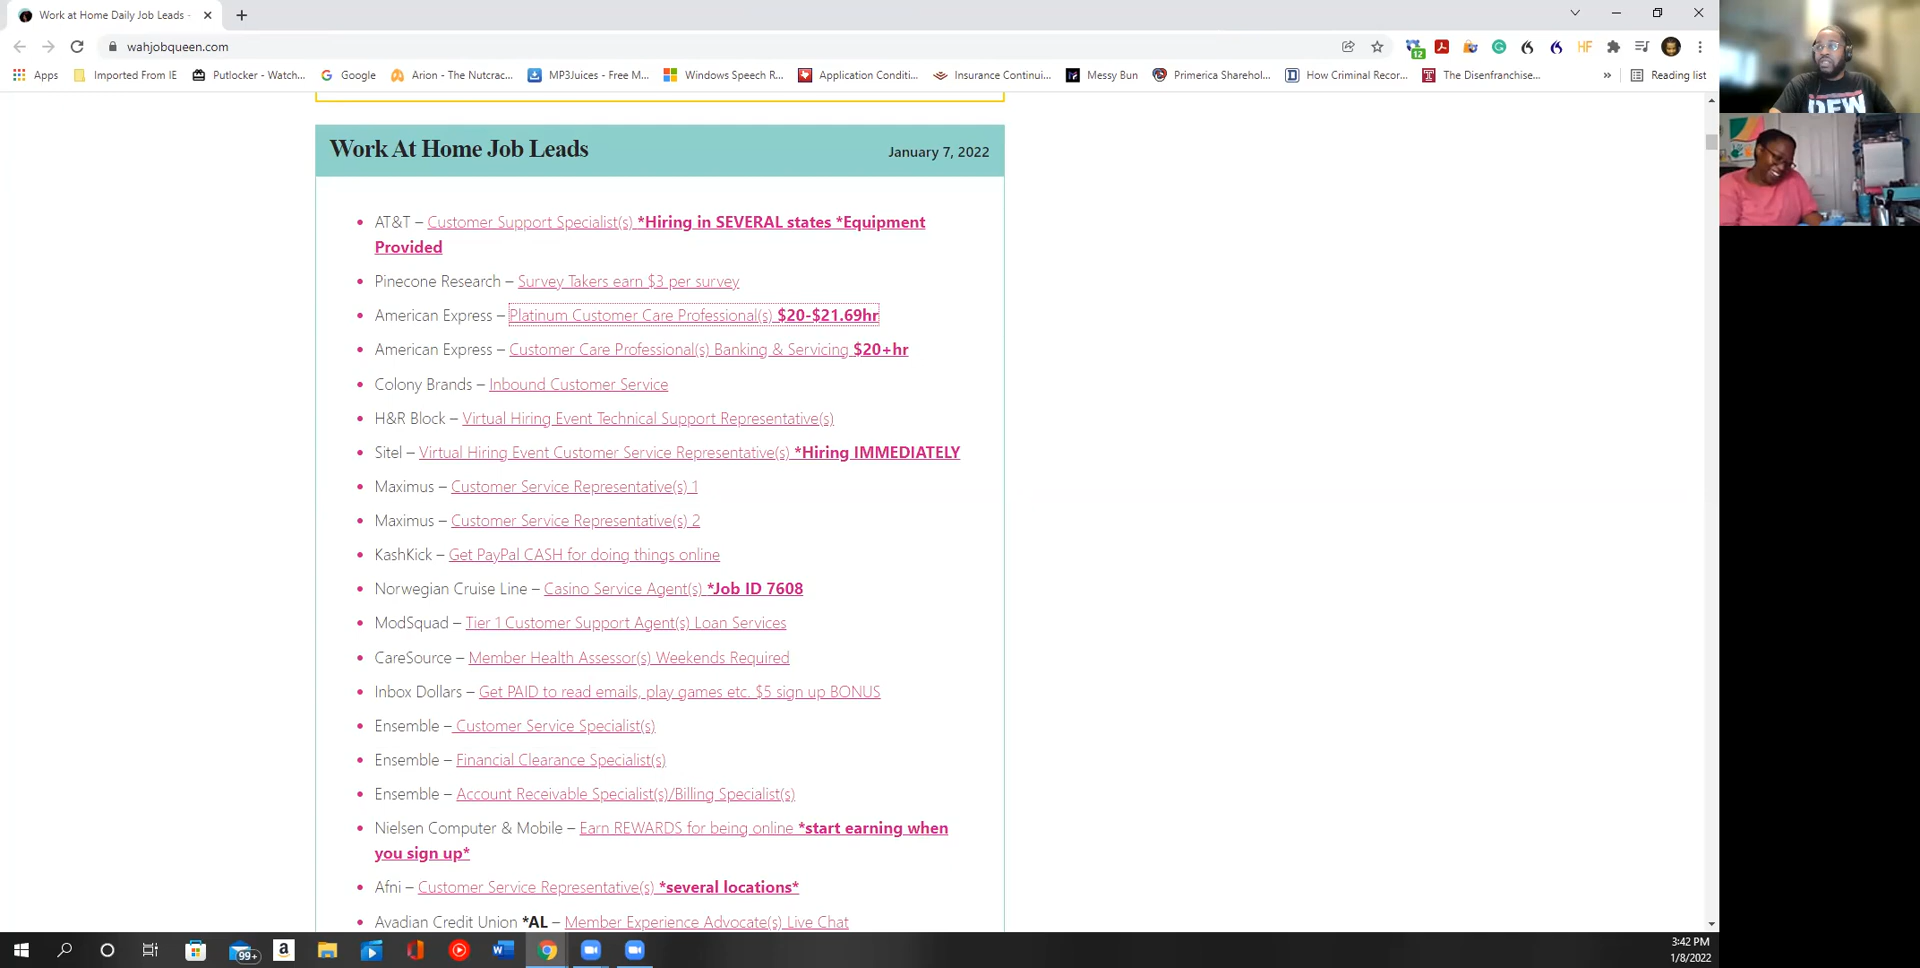 Work at Home Daily Job Leads -
wahjobqueen.com
12
HF
Apps
Imported From IE
Putlocker - Watch...
Google
Arion - The Nutcrac...
MP3Juices - Free M...
Windows Speech R...
Application Conditi...
Insurance Continui...
Messy Bun
Primerica Sharehol...
How Criminal Recor...
The Disenfranchise...
»
Reading list
DFW
Work At Home Job Leads
January 7, 2022
• AT&T – Customer Support Specialist(s) *Hiring in SEVERAL states *Equipment
Provided
• Pinecone Research – Survey Takers earn $3 per survey
• American Express – Platinum Customer Care Professional(s) $20-$21.69hr
• American Express – Customer Care Professional(s) Banking & Servicing $20+hr
• Colony Brands – Inbound Customer Service
• H&R Block – Virtual Hiring Event Technical Support Representative(s)
• Sitel – Virtual Hiring Event Customer Service Representative(s) *Hiring IMMEDIATELY
• Maximus – Customer Service Representative(s) 1
• Maximus – Customer Service Representative(s) 2
• KashKick – Get PayPal CASH for doing things online
• Norwegian Cruise Line – Casino Service Agent(s) *Job ID 7608
• ModSquad – Tier 1 Customer Support Agent(s) Loan Services
• CareSource – Member Health Assessor(s) Weekends Required
• Inbox Dollars – Get PAID to read emails, play games etc. $5 sign up BONUS
• Ensemble – Customer Service Specialist(s)
• Ensemble – Financial Clearance Specialist(s)
• Ensemble – Account Receivable Specialist(s)/Billing Specialist(s)
• Nielsen Computer & Mobile – Earn REWARDS for being online *start earning when
you sign up*
• Afni – Customer Service Representative(s) *several locations*
Avadian Credit Union *AL – Member Experience Advocate(s) Live Chat
99+
3:42 PM
1/8/2022